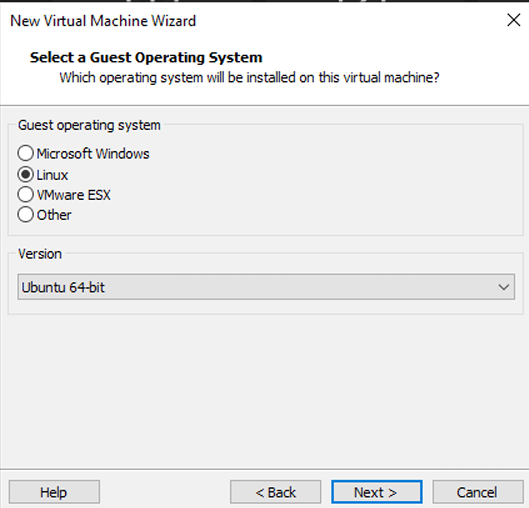 New Virtual Machine Wizard
Select a Guest Operating System
Which operating system will be installed on this virtual machine?
Guest operating system
Microsoft Windows
Linux
VMware ESX
Other
Version
Ubuntu 64-bit
Help
< Back
Next >
Cancel